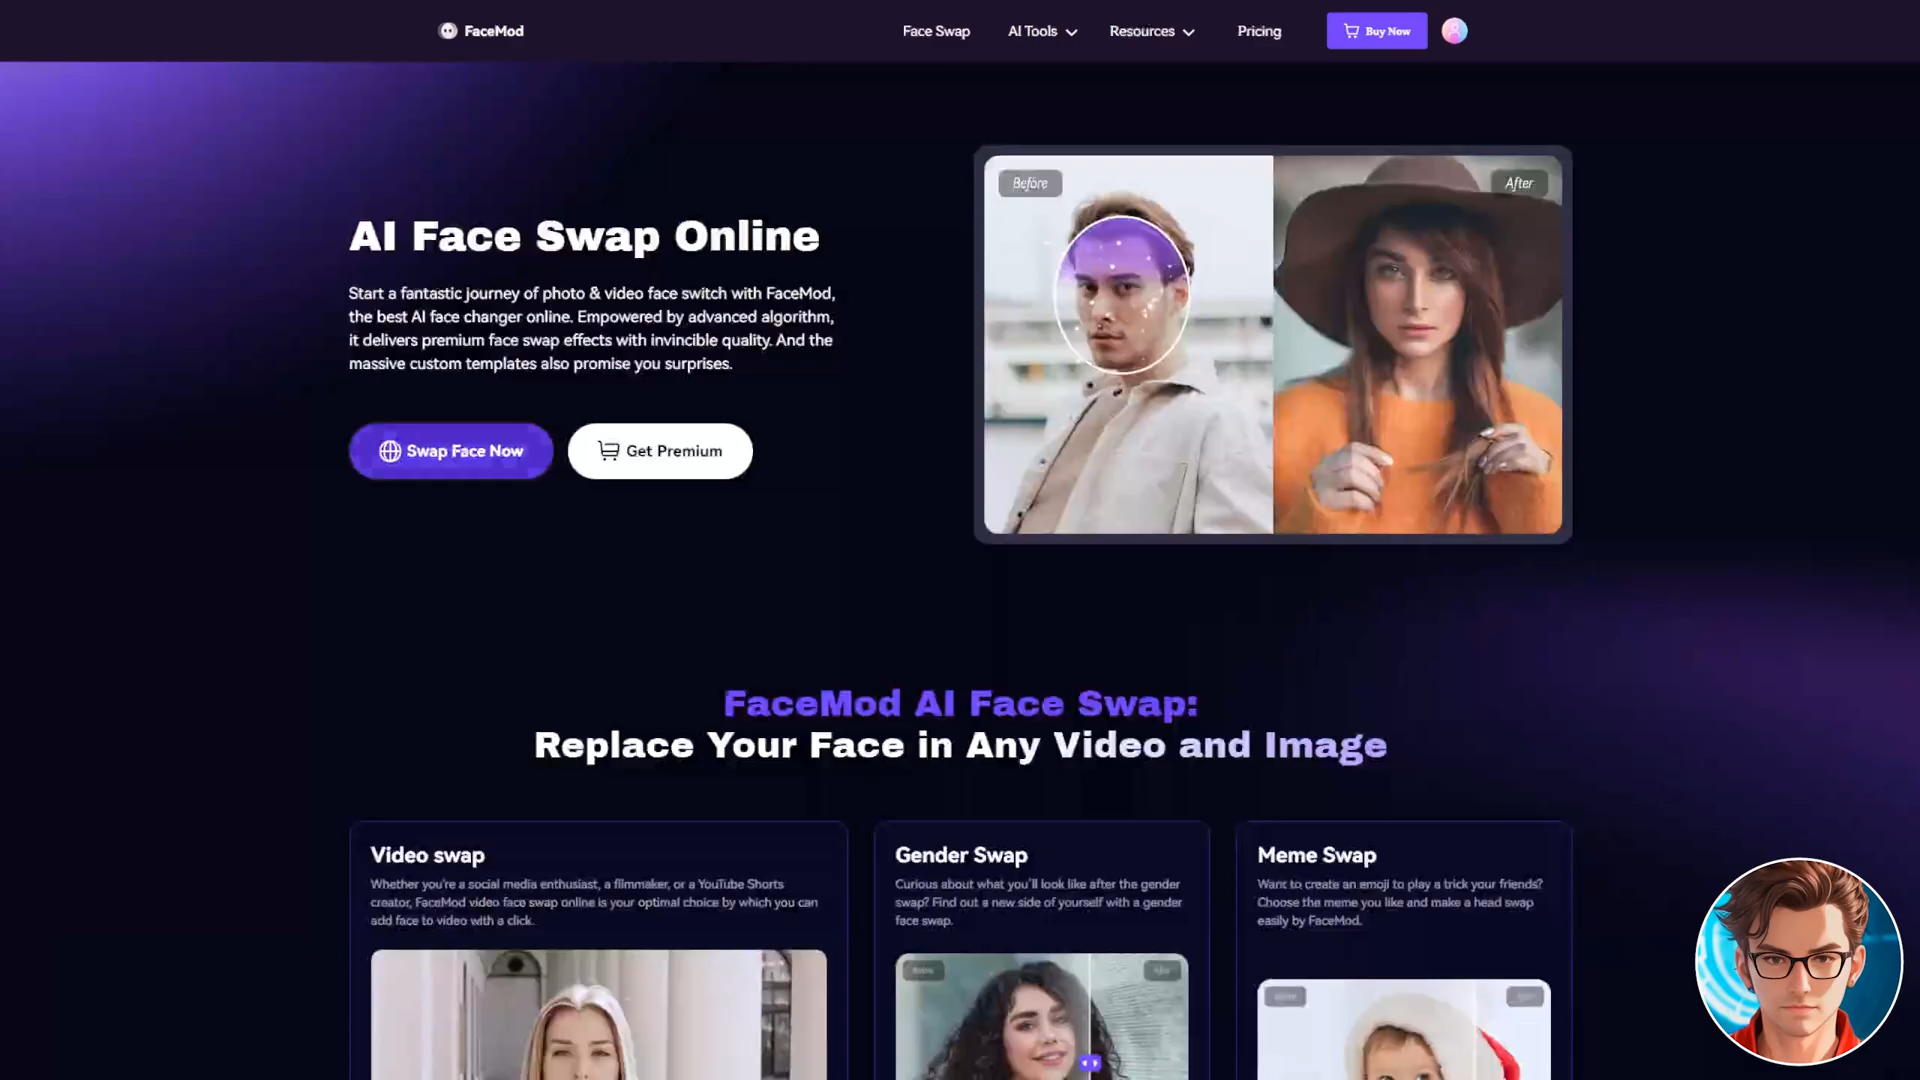 FaceMod
Face Swap
AI Tools
Resources
Pricing
Buy Now
Before
After
AI Face Swap Online
Start a fantastic journey of photo & video face switch with FaceMod,
the best AI face changer online. Empowered by advanced algorithm,
it delivers premium face swap effects with invincible quality. And the
massive custom templates also promise you surprises.
Swap Face Now
Get Premium
FaceMod AI Face Swap:
Replace Your Face in Any Video and Image
Video swap
Whether you're a social media enthusiast, a filmmaker, or a YouTube Shorts
creator, FaceMod video face swap online is your optimal choice by which you can
add face to video with a click.
Gender Swap
Curious about what you'll look like after the gender
swap? Find out a new side of yourself with a gender
face swap.
Meme Swap
Want to create an emoji to play a trick your friends?
Choose the meme you like and make a head swap
easily by FaceMod.